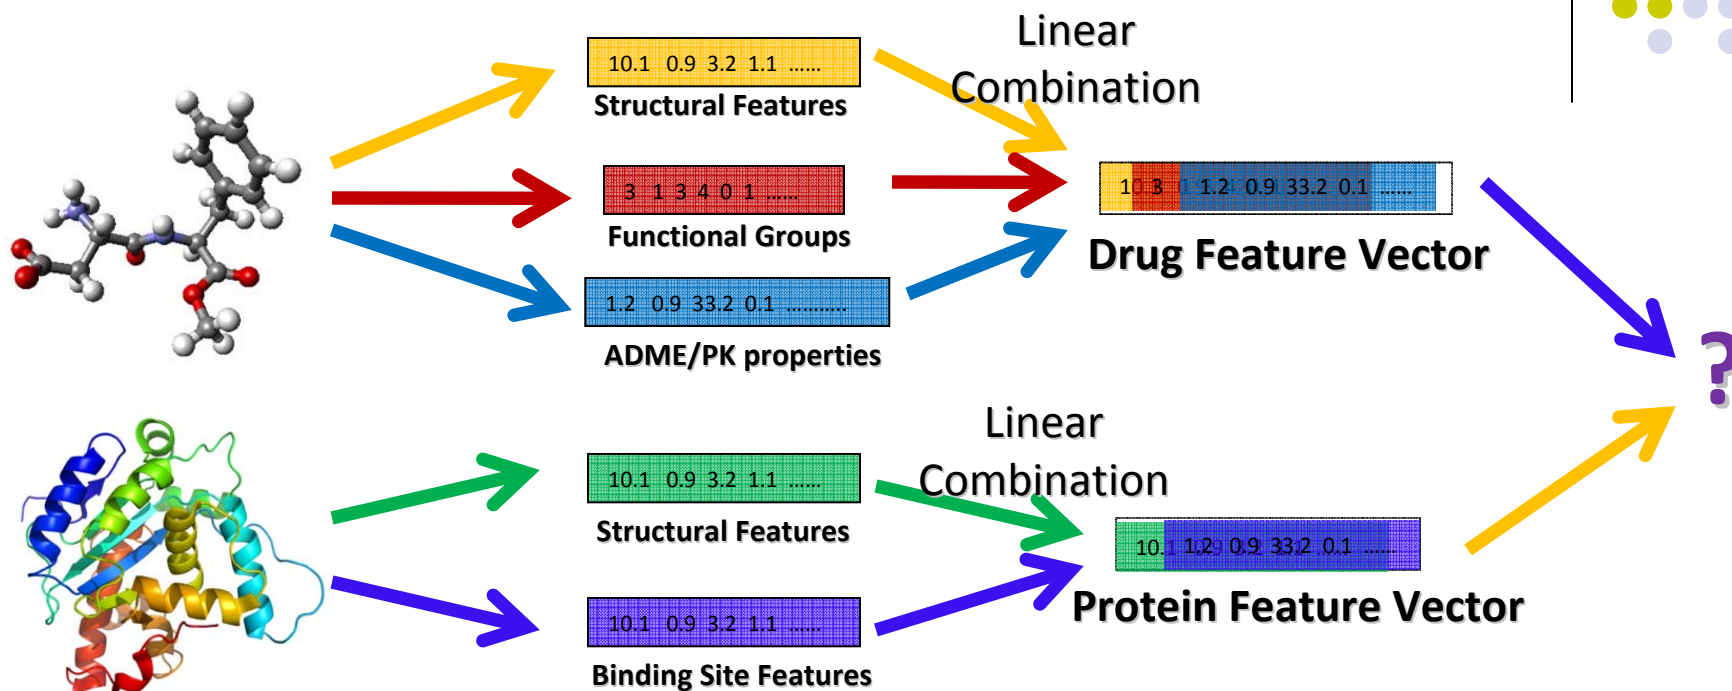 Linear
Combination
10.1 0.9 3.2 1.1 ......
Structural Features
3 1 3 4 0 1 ......
Functional Groups
1.2 0.9 33.2 0.1 ...........
ADME/PK properties
10 3 1.2 0.9 33.2 0.1 ......
Drug Feature Vector
?
Linear
Combination
10.1 0.9 3.2 1.1 ......
Structural Features
10.1 0.9 3.2 1.1 ......
Binding Site Features
10. 1.2 0.9 33.2 0.1 ......
Protein Feature Vector